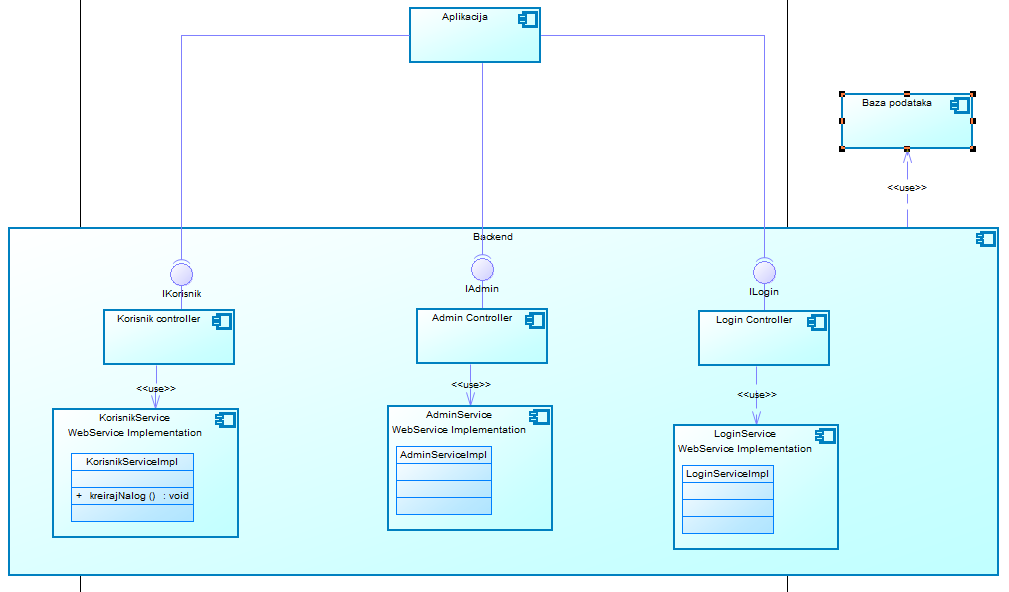 Aplikacija
Baza podataka
<<use>>
Backend
IKorisnik
IAdmin
ILogin
Korisnik controller
Admin Controller
Login Controller
<<use>>
<<use>>
<<use>>
KorisnikService
WebService Implementation
KorisnikServiceImpl
+ kreirajNalog () : void
AdminService
WebService Implementation
AdminServiceImpl
LoginService
WebService Implementation
LoginServiceImpl